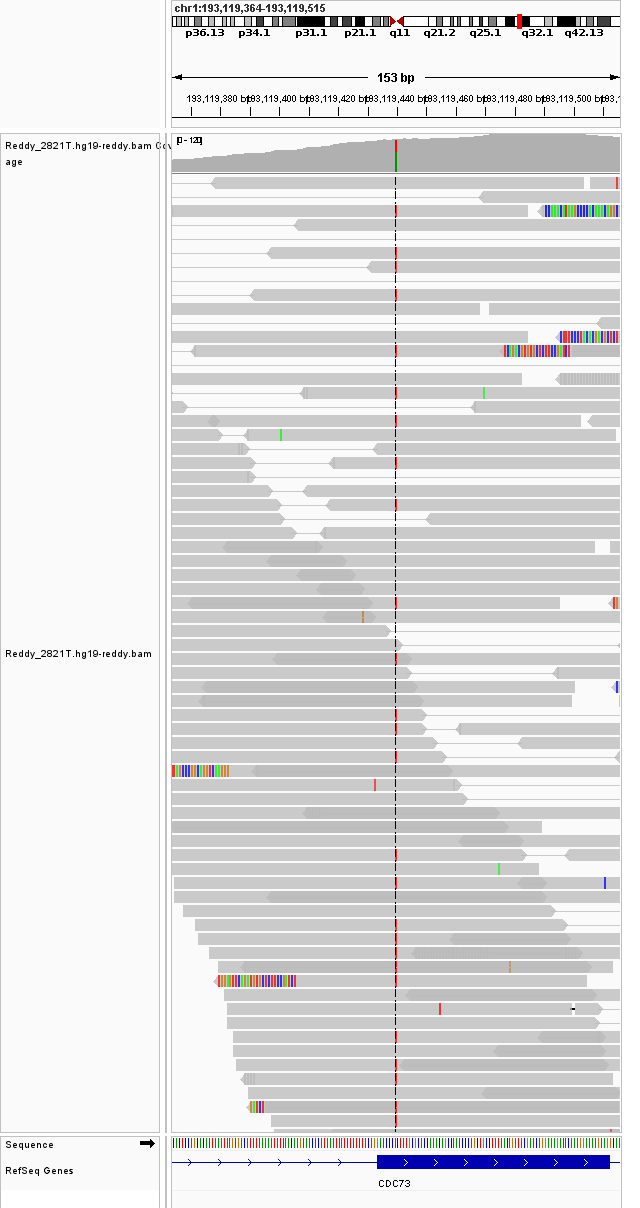 chr1:193,119,364-193,119,515
p36.13 p34.1 p31.1 p21.1 q11 q21.2 q25.1 q32.1 q42.13
153 bp
193,119,380 bp 193,119,400 bp 193,119,420 bp 193,119,440 bp 193,119,460 bp 193,119,480 bp 193,119,500 bp
[0 - 120]
Reddy_2821T.hg19-reddy.bam Cov
age
Reddy_2821T.hg19-reddy.bam
Sequence
RefSeq Genes
CDC73